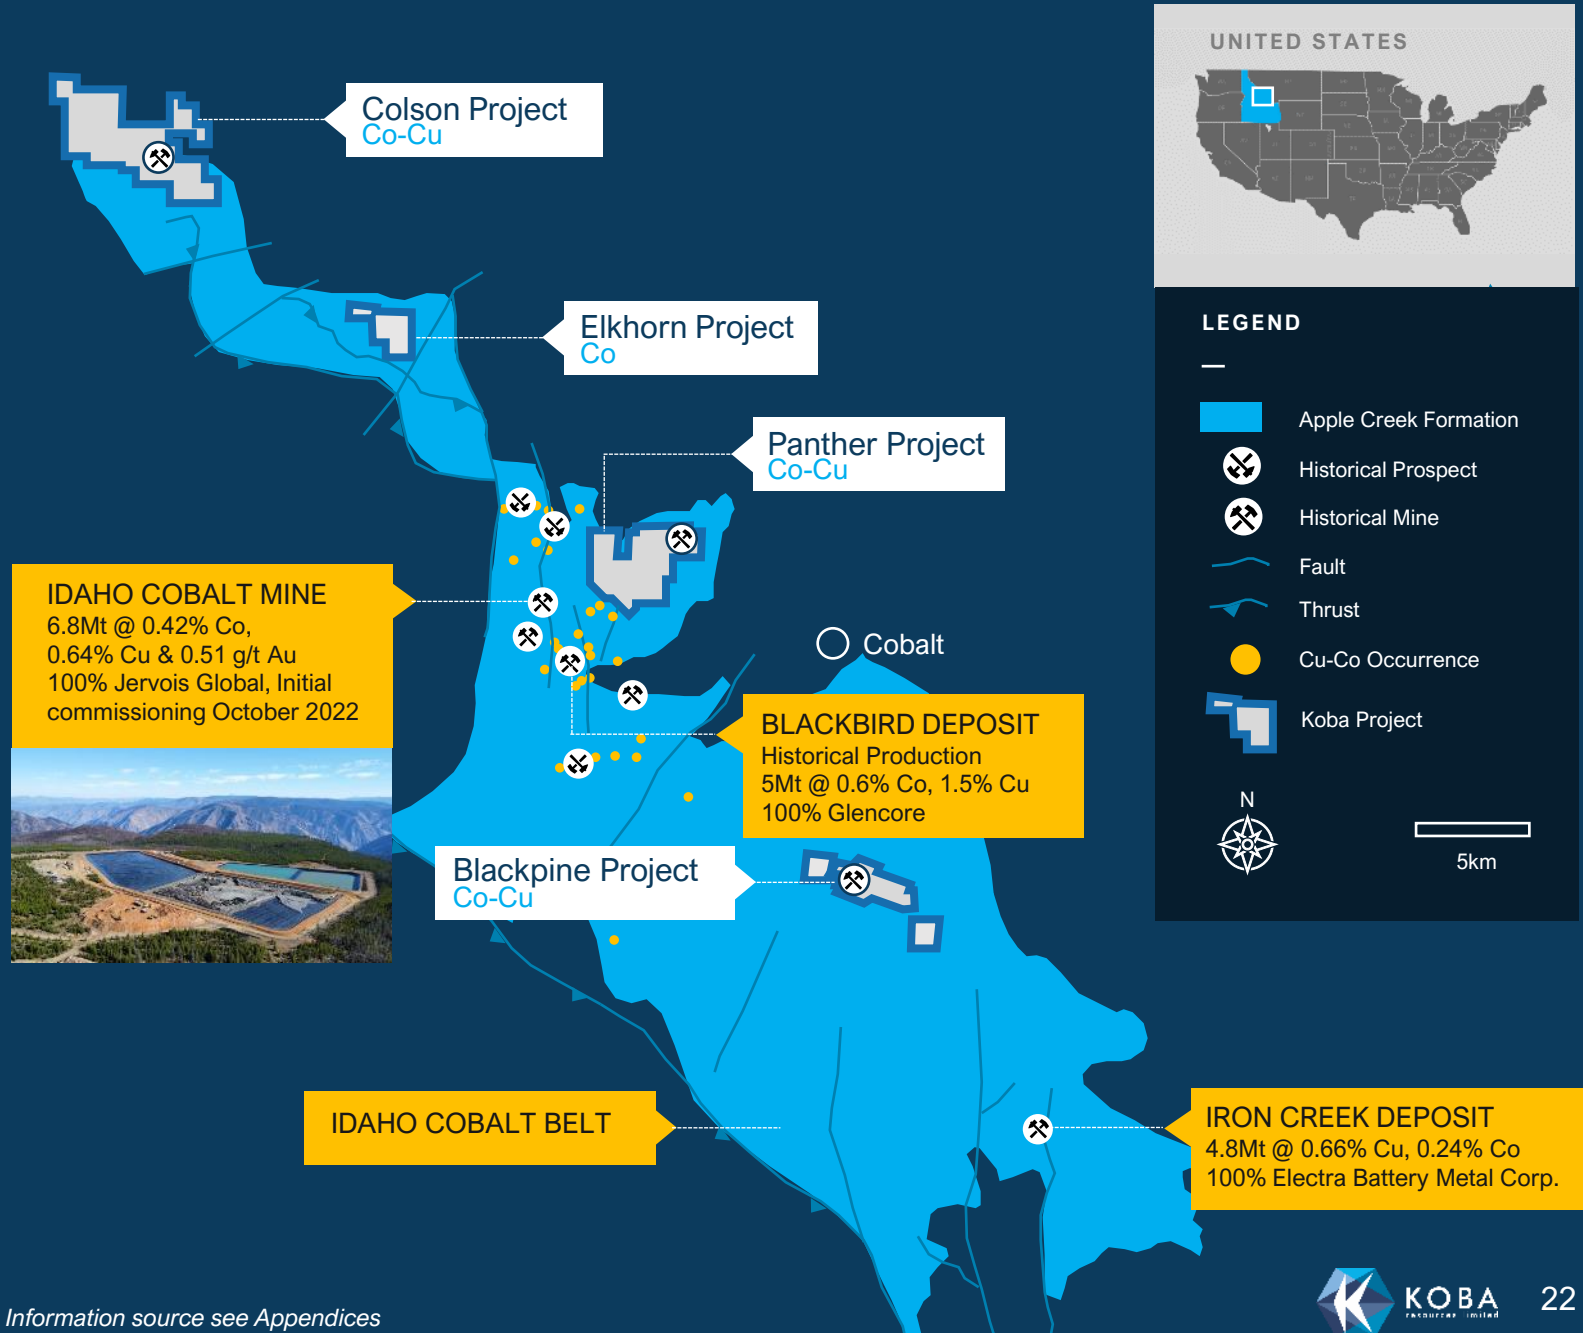 UNITED STATES
Colson Project
Co-Cu
Elkhorn Project
Co
LEGEND
Apple Creek Formation
Historical Prospect
Historical Mine
Fault
Thrust
Cu-Co Occurrence
Koba Project
N
5km
Panther Project
Co-Cu
IDAHO COBALT MINE
6.8Mt @ 0.42% Co,
0.64% Cu & 0.51 g/t Au
100% Jervois Global, Initial
commissioning October 2022
Cobalt
BLACKBIRD DEPOSIT
Historical Production
5Mt @ 0.6% Co, 1.5% Cu
100% Glencore
Blackpine Project
Co-Cu
IDAHO COBALT BELT
IRON CREEK DEPOSIT
4.8Mt @ 0.66% Cu, 0.24% Co
100% Electra Battery Metal Corp.
Information source see Appendices
KOBA
resources limited
22